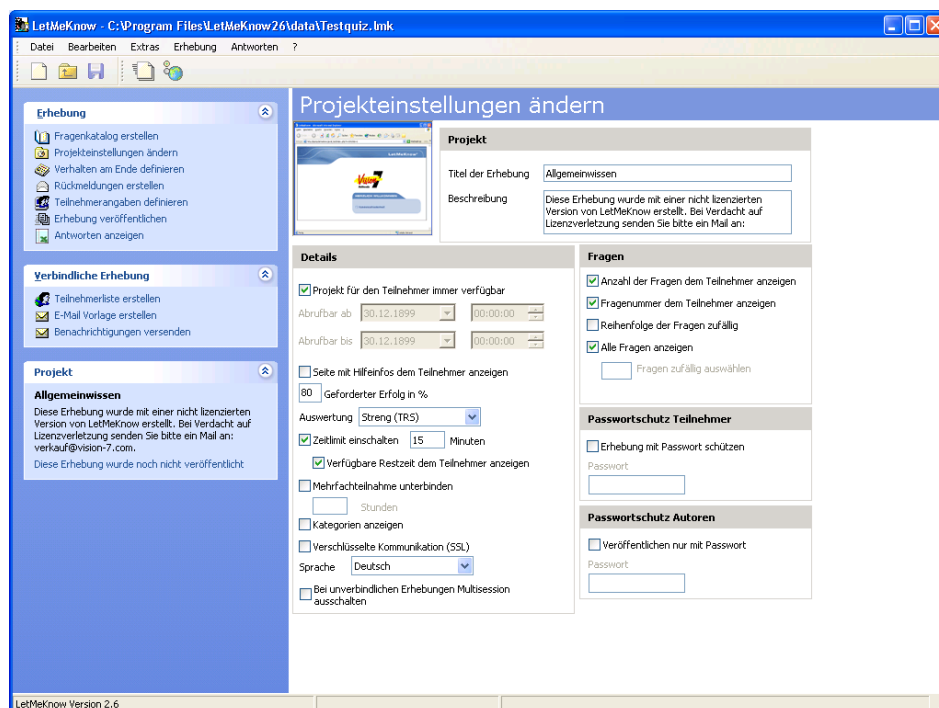 LetMeKnow - C:\Program Files\LetMeKnow26\data\Testquiz.lmk
Datei Bearbeiten Extras Erhebung Antworten ?
Erhebung
Fragenkatalog erstellen
Projekteinstellungen ändern
Verhalten am Ende definieren
Rückmeldungen erstellen
Teilnehmerangaben definieren
Erhebung veröffentlichen
Antworten anzeigen
Verbindliche Erhebung
Teilnehmerliste erstellen
E-Mail Vorlage erstellen
Benachrichtigungen versenden
Projekt
Allgemeinwissen
Diese Erhebung wurde mit einer nicht lizenzierten
Version von LetMeKnow erstellt. Bei Verdacht auf
Lizenzverletzung senden Sie bitte ein Mail an:
verkauf@vision-7.com.
Diese Erhebung wurde noch nicht veröffentlicht
Projekteinstellungen ändern
LetMeKnow
Vision 7
Projekt
Titel der Erhebung Allgemeinwissen
Beschreibung Diese Erhebung wurde mit einer nicht lizenzierten
Version von LetMeKnow erstellt. Bei Verdacht auf
Lizenzverletzung senden Sie bitte ein Mail an:
Details
Projekt für den Teilnehmer immer verfügbar
Abrufbar ab 30.12.1899 00:00:00
Abrufbar bis 30.12.1899 00:00:00
Seite mit Hilfeinfos dem Teilnehmer anzeigen
80 Geforderter Erfolg in %
Auswertung Streng (TRS)
Zeitlimit einschalten 15 Minuten
Verfügbare Restzeit dem Teilnehmer anzeigen
Mehrfachteilnahme unterbinden
Stunden
Kategorien anzeigen
Verschlüsselte Kommunikation (SSL)
Sprache Deutsch
Bei unverbindlichen Erhebungen Multisession
ausschalten
Fragen
Anzahl der Fragen dem Teilnehmer anzeigen
Fragenummer dem Teilnehmer anzeigen
Reihenfolge der Fragen zufällig
Alle Fragen anzeigen
Fragen zufällig auswählen
Passwortschutz Teilnehmer
Erhebung mit Passwort schützen
Passwort
Passwortschutz Autoren
Veröffentlichen nur mit Passwort
Passwort
LetMeKnow Version 2.6